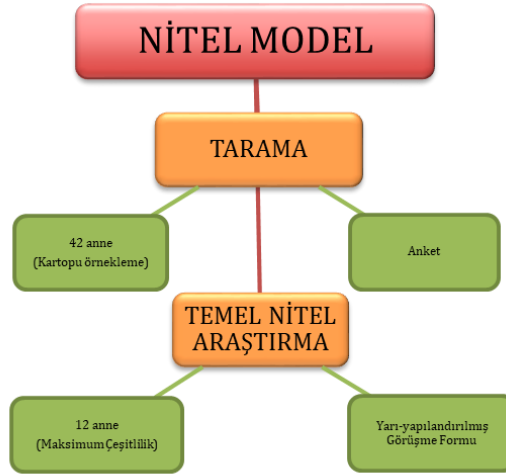 NİTEL MODEL
TARAMA
42 anne
(Kartopu örnekleme)
Anket
TEMEL NİTEL
ARAŞTIRMA
12 anne
(Maksimum Çeşitlilik)
Yarı-yapılandırılmış
Görüşme Formu